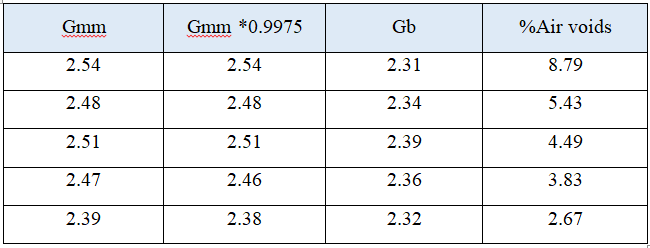 Gmm Gmm *0.9975 Gb %Air voids
2.54 2.54 2.31 8.79
2.48 2.48 2.34 5.43
2.51 2.51 2.39 4.49
2.47 2.46 2.36 3.83
2.39 2.38 2.32 2.67